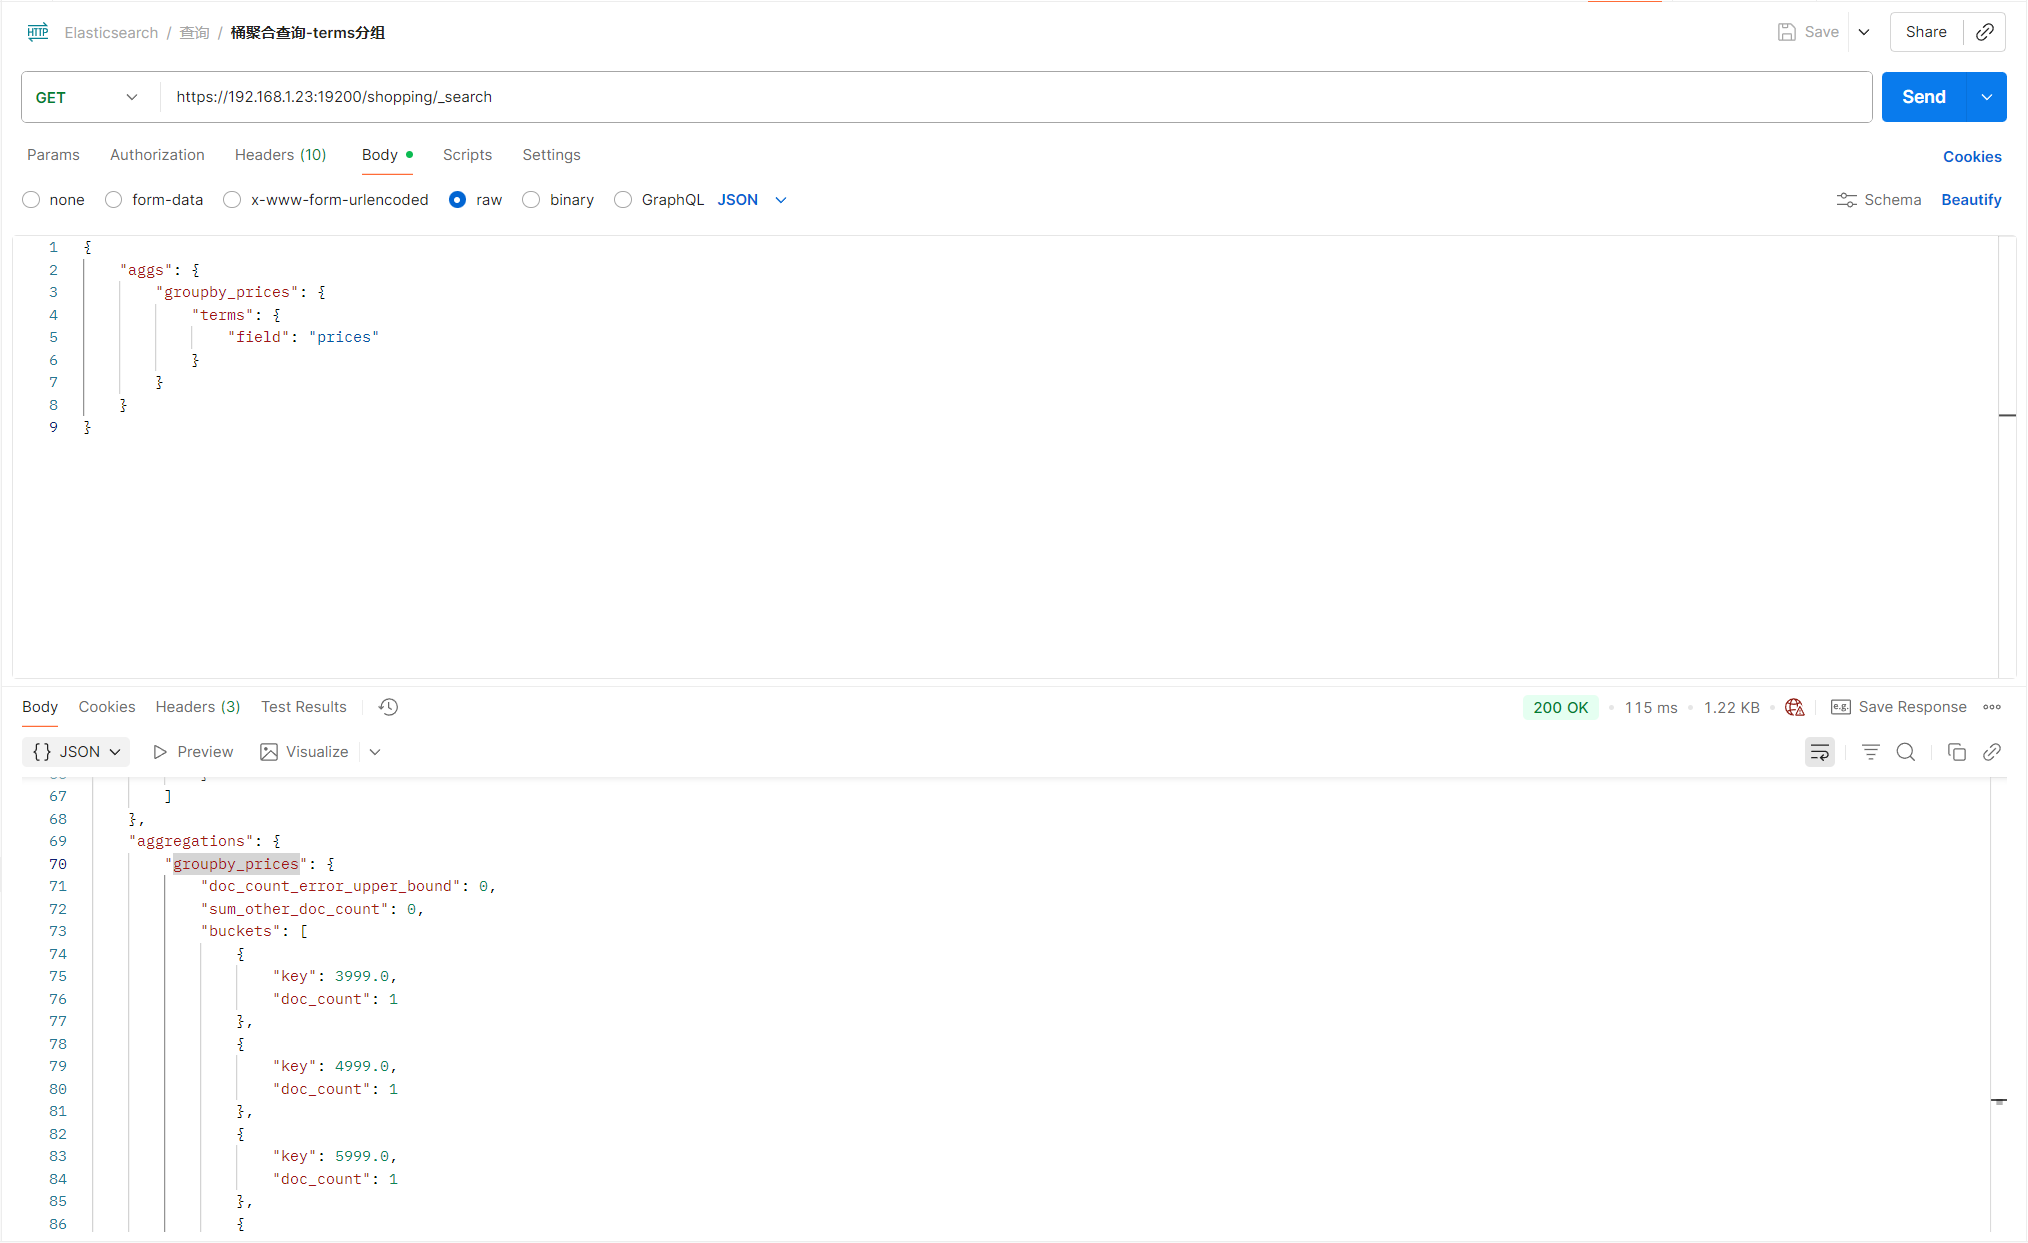 HTTP Elasticsearch / 查询 / 桶聚合查询-terms分组 Save Share
GET https://192.168.1.23:19200/shopping/_search Send
Params Authorization Headers (10) Body Scripts Settings Cookies
none form-data x-www-form-urlencoded raw binary GraphQL JSON Schema Beautify
1 {
2 "aggs": {
3 "groupby_prices": {
4 "terms": {
5 "field": "prices"
6 }
7 }
8 }
9 }
Body Cookies Headers (3) Test Results 200 OK • 115 ms • 1.22 KB • e.g. Save Response
{} JSON Preview Visualize
67 ]
68 },
69 "aggregations": {
70 "groupby_prices": {
71 "doc_count_error_upper_bound": 0,
72 "sum_other_doc_count": 0,
73 "buckets": [
74 {
75 "key": 3999.0,
76 "doc_count": 1
77 },
78 {
79 "key": 4999.0,
80 "doc_count": 1
81 },
82 {
83 "key": 5999.0,
84 "doc_count": 1
85 },
86 {